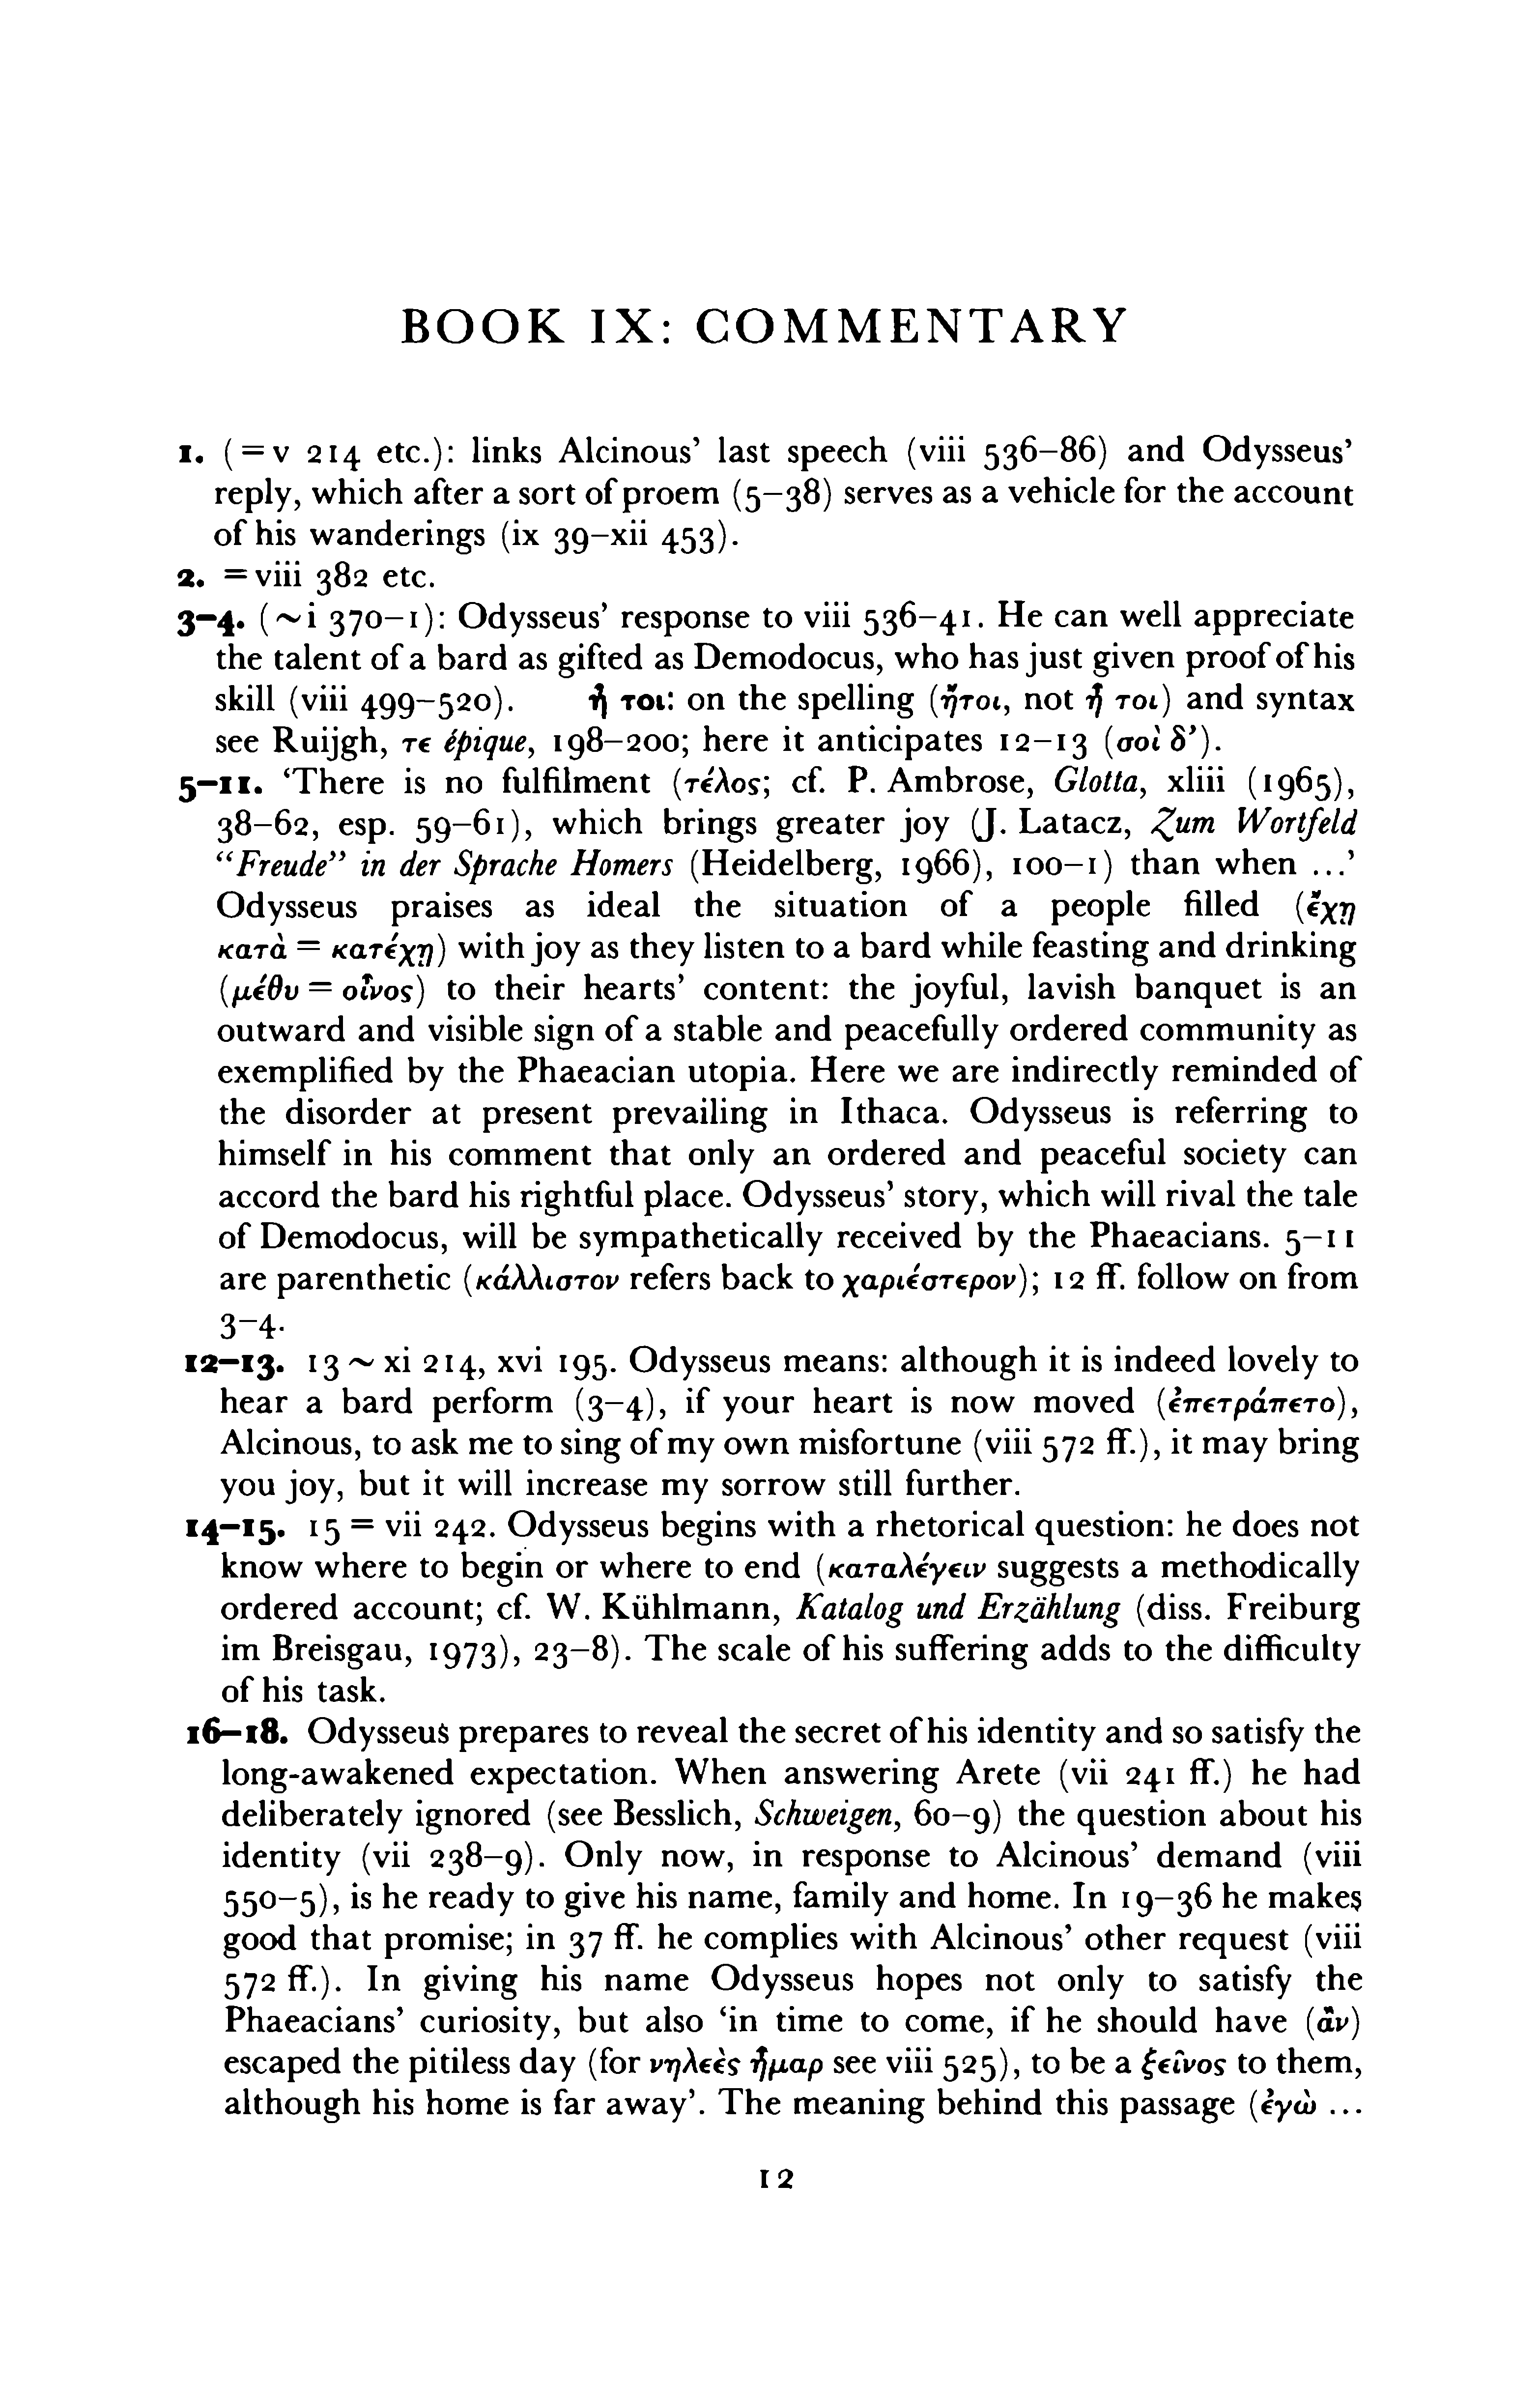 BOOK IX: COMMENTARY
1. (=v 214 etc.): links Alcinous’ last speech (viii 536–86) and Odysseus’
reply, which after a sort of proem (5–38) serves as a vehicle for the account
of his wanderings (ix 39–xii 453).
2. =viii 382 etc.
3–4. (~i 370–1): Odysseus’ response to viii 536–41. He can well appreciate
the talent of a bard as gifted as Demodocus, who has just given proof of his
skill (viii 499–520). ἦ τοι: on the spelling (ἤτοι, not ἦ τοι) and syntax
see Ruijgh, τε épique, 198–200; here it anticipates 12–13 (σοὶ δ’).
5–11. ‘There is no fulfilment (τέλος; cf. P. Ambrose, Glotta, xliii (1965),
38–62, esp. 59–61), which brings greater joy (J. Latacz, Zum Wortfeld
“Freude” in der Sprache Homers (Heidelberg, 1966), 100–1) than when ...’
Odysseus praises as ideal the situation of a people filled (ἔχῃ
κατὰ = κατέχῃ) with joy as they listen to a bard while feasting and drinking
(μέθυ = οἶνος) to their hearts’ content: the joyful, lavish banquet is an
outward and visible sign of a stable and peacefully ordered community as
exemplified by the Phaeacian utopia. Here we are indirectly reminded of
the disorder at present prevailing in Ithaca. Odysseus is referring to
himself in his comment that only an ordered and peaceful society can
accord the bard his rightful place. Odysseus’ story, which will rival the tale
of Demodocus, will be sympathetically received by the Phaeacians. 5–11
are parenthetic (κάλλιστον refers back to χαριέστερον); 12 ff. follow on from
3–4.
12–13. 13 ~ xi 214, xvi 195. Odysseus means: although it is indeed lovely to
hear a bard perform (3–4), if your heart is now moved (ἐπετράπετο),
Alcinous, to ask me to sing of my own misfortune (viii 572 ff.), it may bring
you joy, but it will increase my sorrow still further.
14–15. 15 = vii 242. Odysseus begins with a rhetorical question: he does not
know where to begin or where to end (καταλέγειν suggests a methodically
ordered account; cf. W. Kühlmann, Katalog und Erzählung (diss. Freiburg
im Breisgau, 1973), 23–8). The scale of his suffering adds to the difficulty
of his task.
16–18. Odysseus prepares to reveal the secret of his identity and so satisfy the
long-awakened expectation. When answering Arete (vii 241 ff.) he had
deliberately ignored (see Besslich, Schweigen, 60–9) the question about his
identity (vii 238–9). Only now, in response to Alcinous’ demand (viii
550–5), is he ready to give his name, family and home. In 19–36 he makes
good that promise; in 37 ff. he complies with Alcinous’ other request (viii
572 ff.). In giving his name Odysseus hopes not only to satisfy the
Phaeacians’ curiosity, but also ‘in time to come, if he should have (ἂν)
escaped the pitiless day (for νηλεὲς ἦμαρ see viii 525), to be a ξεῖνος to them,
although his home is far away’. The meaning behind this passage (ἐγὼ ...
12